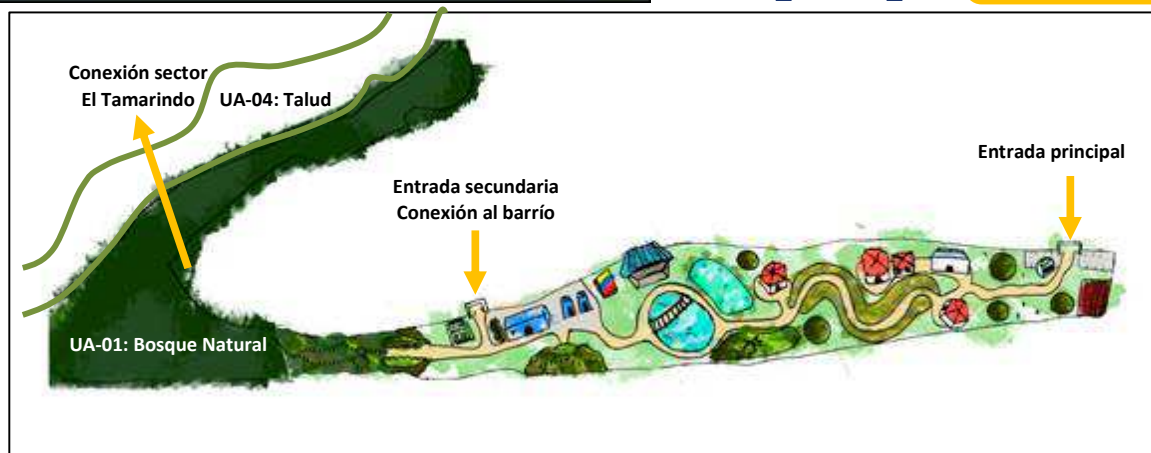 Conexión sector
El Tamarindo
UA-04: Talud
Entrada principal
Entrada secundaria
Conexión al barrío
UA-01: Bosque Natural